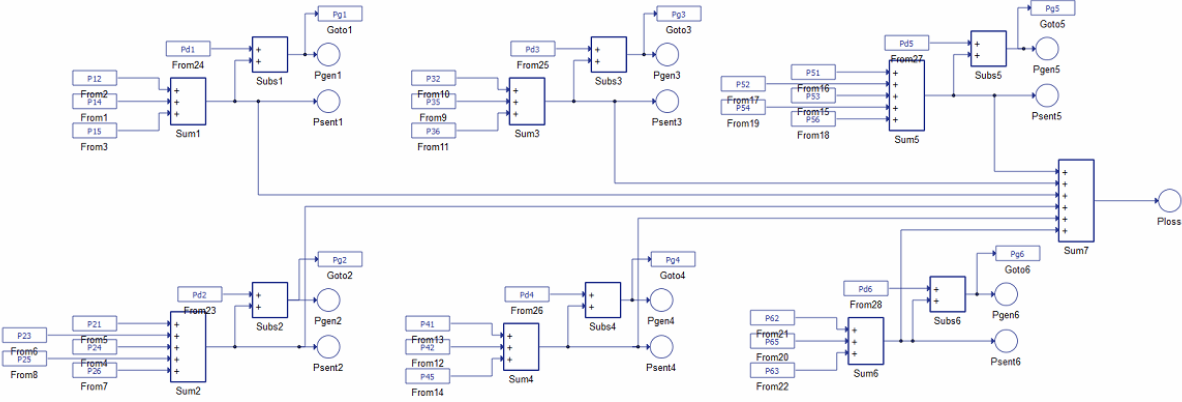 Pg1
Goto1
Pd1
From24
Subs1
Pgen1
P12
From2
P14
From1
P15
From3
Sum1
Psent1
Pg3
Goto3
Pd3
From25
Subs3
Pgen3
P32
From10
P35
From9
P36
From11
Sum3
Psent3
Pg5
Goto5
Pd5
From27
Subs5
Pgen5
P51
From16
P52
From17
P53
From15
P54
From19
P56
From18
Sum5
Psent5
Sum7
Ploss
Pg2
Goto2
Pd2
From23
Subs2
Pgen2
P21
From5
P23
From6
P24
From4
P25
From8
P26
From7
Sum2
Psent2
Pg4
Goto4
Pd4
From26
Subs4
Pgen4
P41
From13
P42
From12
P45
From14
Sum4
Psent4
Pg6
Goto6
Pd6
From28
Subs6
Pgen6
P62
From21
P65
From20
P63
From22
Sum6
Psent6